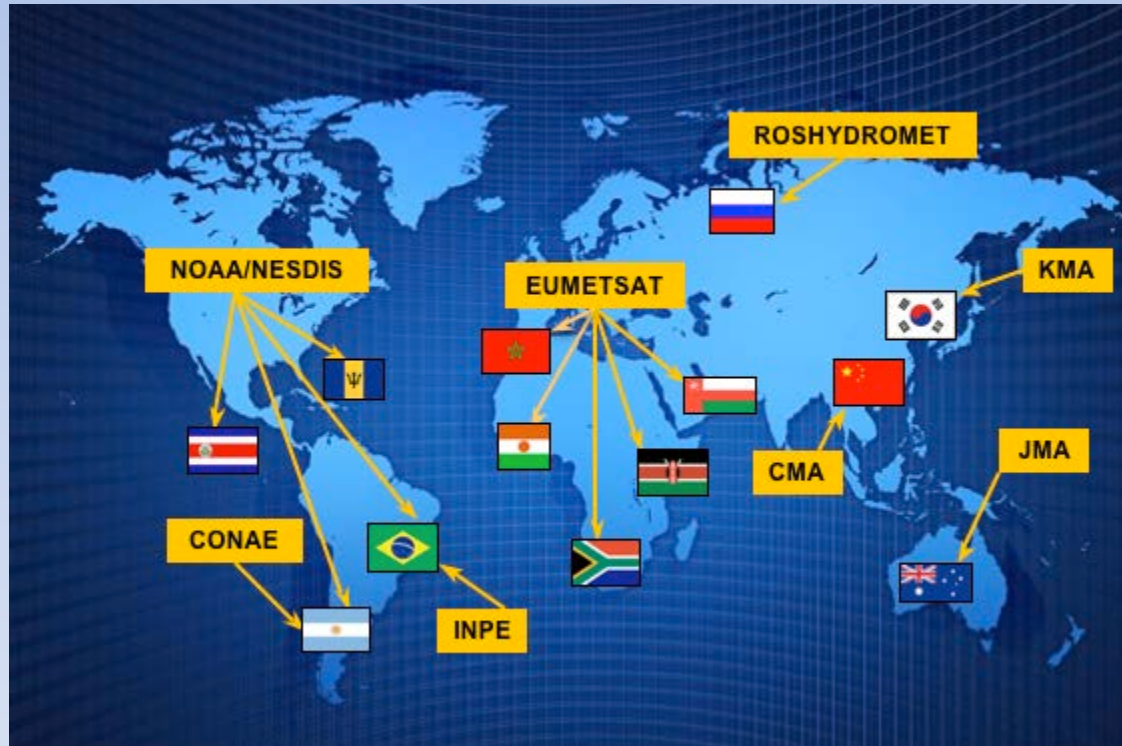 ROSHYDROMET
NOAA/NESDIS
EUMETSAT
KMA
JMA
CMA
CONAE
INPE